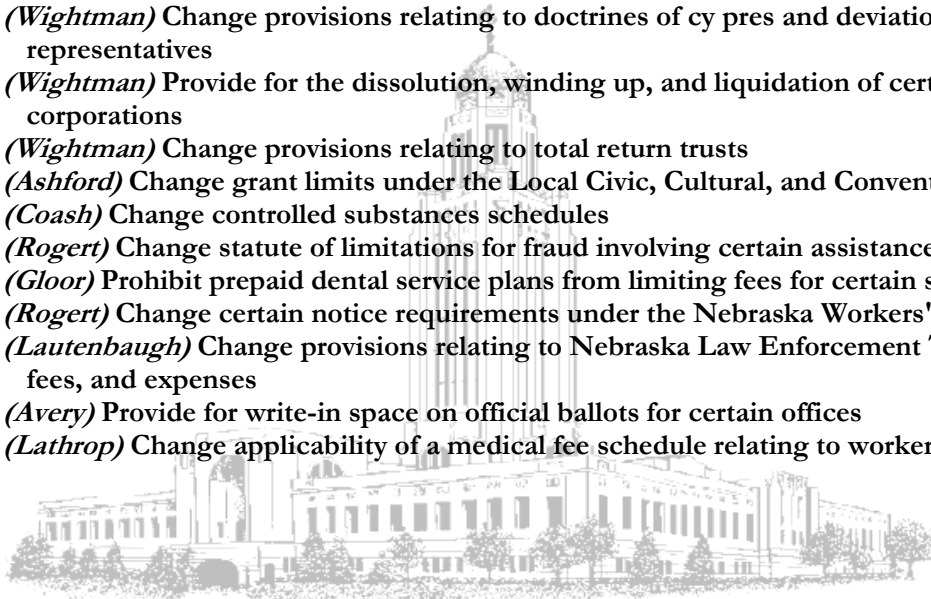 (Wightman) Change provisions relating to doctrines of cy pres and deviatio
representatives
(Wightman) Provide for the dissolution, winding up, and liquidation of cert
corporations
(Wightman) Change provisions relating to total return trusts
(Ashford) Change grant limits under the Local Civic, Cultural, and Convent
(Coash) Change controlled substances schedules
(Rogert) Change statute of limitations for fraud involving certain assistance
(Gloor) Prohibit prepaid dental service plans from limiting fees for certain s
(Rogert) Change certain notice requirements under the Nebraska Workers'
(Lautenbaugh) Change provisions relating to Nebraska Law Enforcement T
fees, and expenses
(Avery) Provide for write-in space on official ballots for certain offices
(Lathrop) Change applicability of a medical fee schedule relating to worker